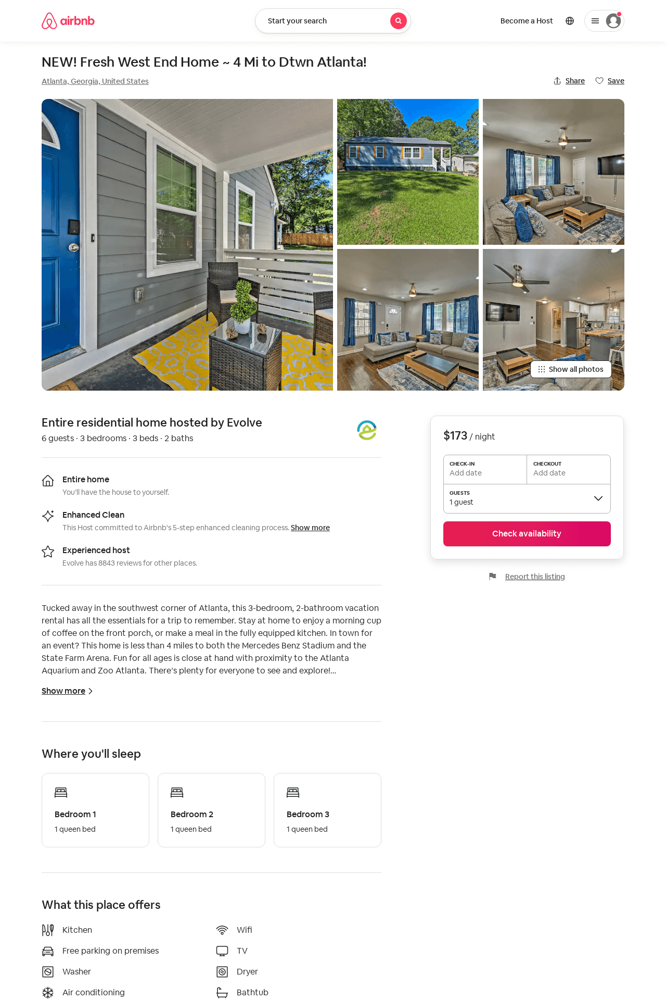 airbnb
Start your search
Become a Host
NEW! Fresh West End Home ~ 4 Mi to Dtwn Atlanta!
Atlanta, Georgia, United States
Share
Save
Show all photos
Entire residential home hosted by Evolve
6 guests · 3 bedrooms · 3 beds · 2 baths
Entire home
You’ll have the house to yourself.
Enhanced Clean
This Host committed to Airbnb's 5-step enhanced cleaning process. Show more
Experienced host
Evolve has 8843 reviews for other places.
$173 / night
CHECK-IN
Add date
CHECKOUT
Add date
GUESTS
1 guest
Check availability
Report this listing
Tucked away in the southwest corner of Atlanta, this 3-bedroom, 2-bathroom vacation
rental has all the essentials for a trip to remember. Stay at home to enjoy a morning cup
of coffee on the front porch, or make a meal in the fully equipped kitchen. In town for
an event? This home is less than 4 miles to both the Mercedes Benz Stadium and the
State Farm Arena. Fun for all ages is close at hand with proximity to the Atlanta
Aquarium and Zoo Atlanta. There’s plenty for everyone to see and explore!...
Show more
Where you'll sleep
Bedroom 1
1 queen bed
Bedroom 2
1 queen bed
Bedroom 3
1 queen bed
What this place offers
Kitchen
Wifi
Free parking on premises
TV
Washer
Dryer
Air conditioning
Bathtub